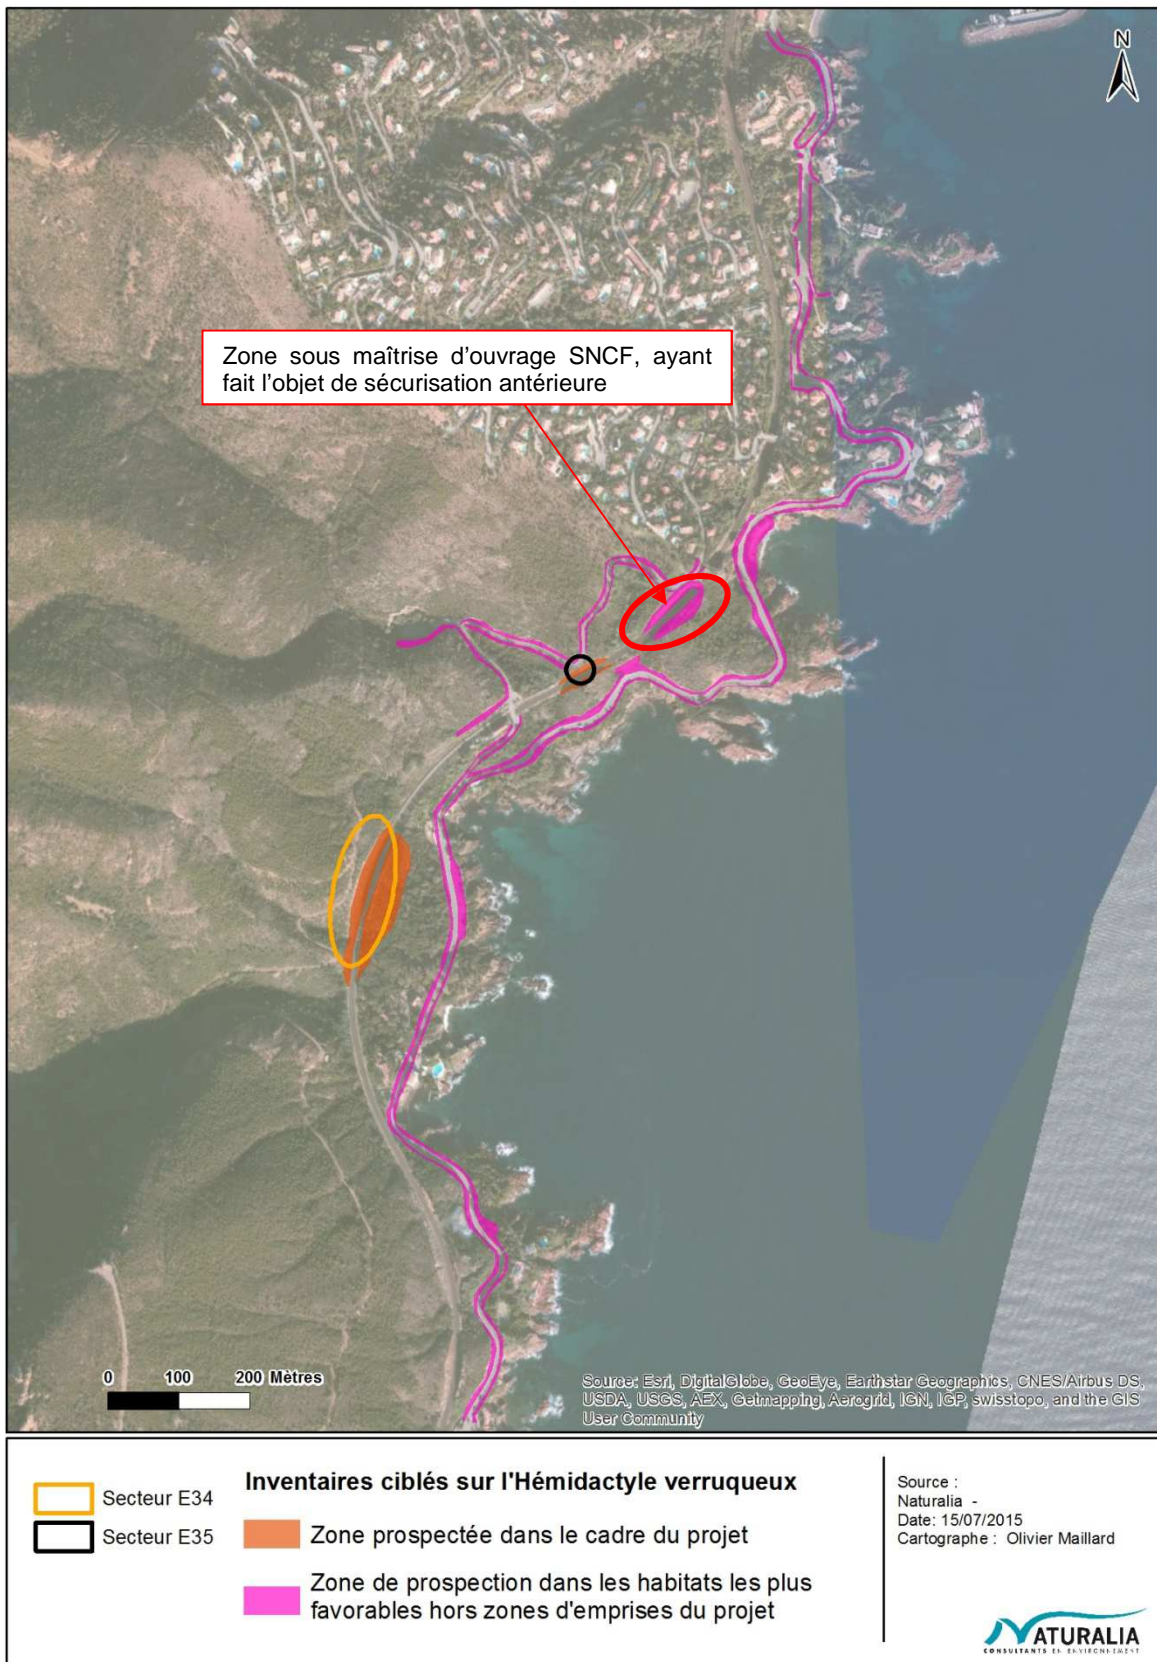 N
Zone sous maîtrise d'ouvrage SNCF, ayant
fait l'objet de sécurisation antérieure
0 100 200 Mètres
Source: Esri, DigitalGlobe, GeoEye, Earthstar Geographics, CNES/Airbus DS,
USDA, USGS, AEX, Getmapping, Aerogrid, IGN, IGP, swisstopo, and the GIS
User Community
Secteur E34
Secteur E35
Inventaires ciblés sur l'Hémidactyle verruqueux
Zone prospectée dans le cadre du projet
Zone de prospection dans les habitats les plus
favorables hors zones d'emprises du projet
Source :
Naturalia -
Date: 15/07/2015
Cartographe : Olivier Maillard
NATURALIA
CONSULTANTS EN ENVIRONNEMENT